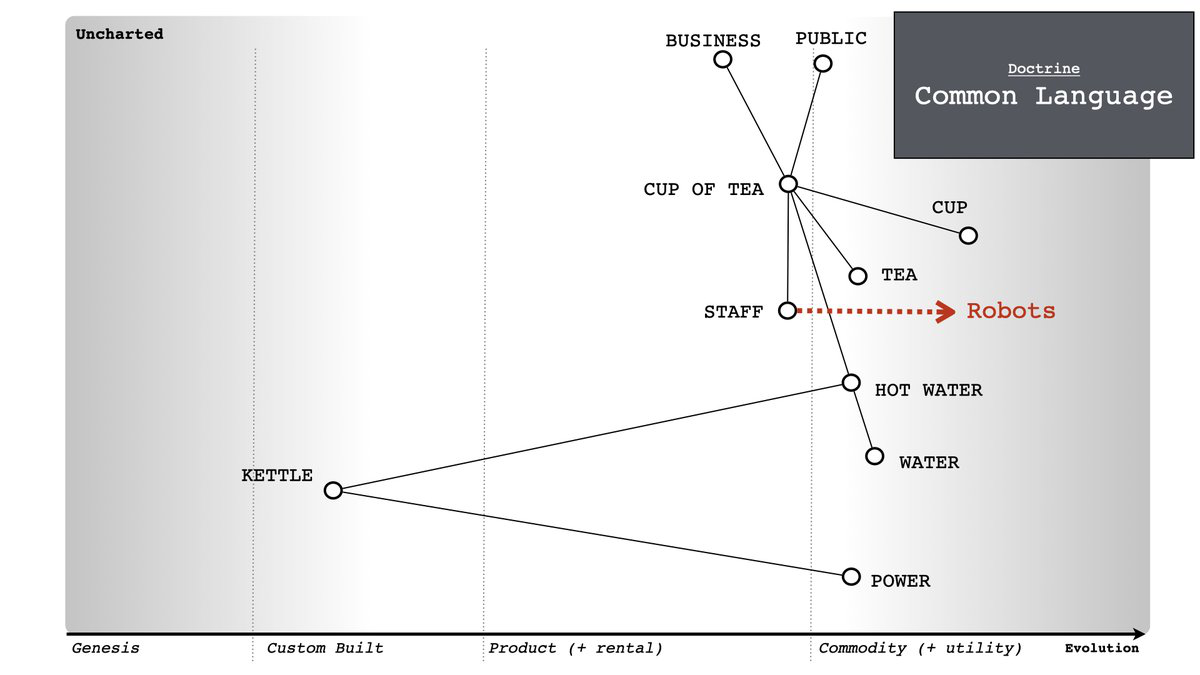 Uncharted
BUSINESS
PUBLIC
Doctrine
Common Language
CUP OF TEA
CUP
TEA
STAFF
Robots
HOT WATER
WATER
KETTLE
POWER
Genesis
Custom Built
Product (+ rental)
Commodity (+ utility)
Evolution